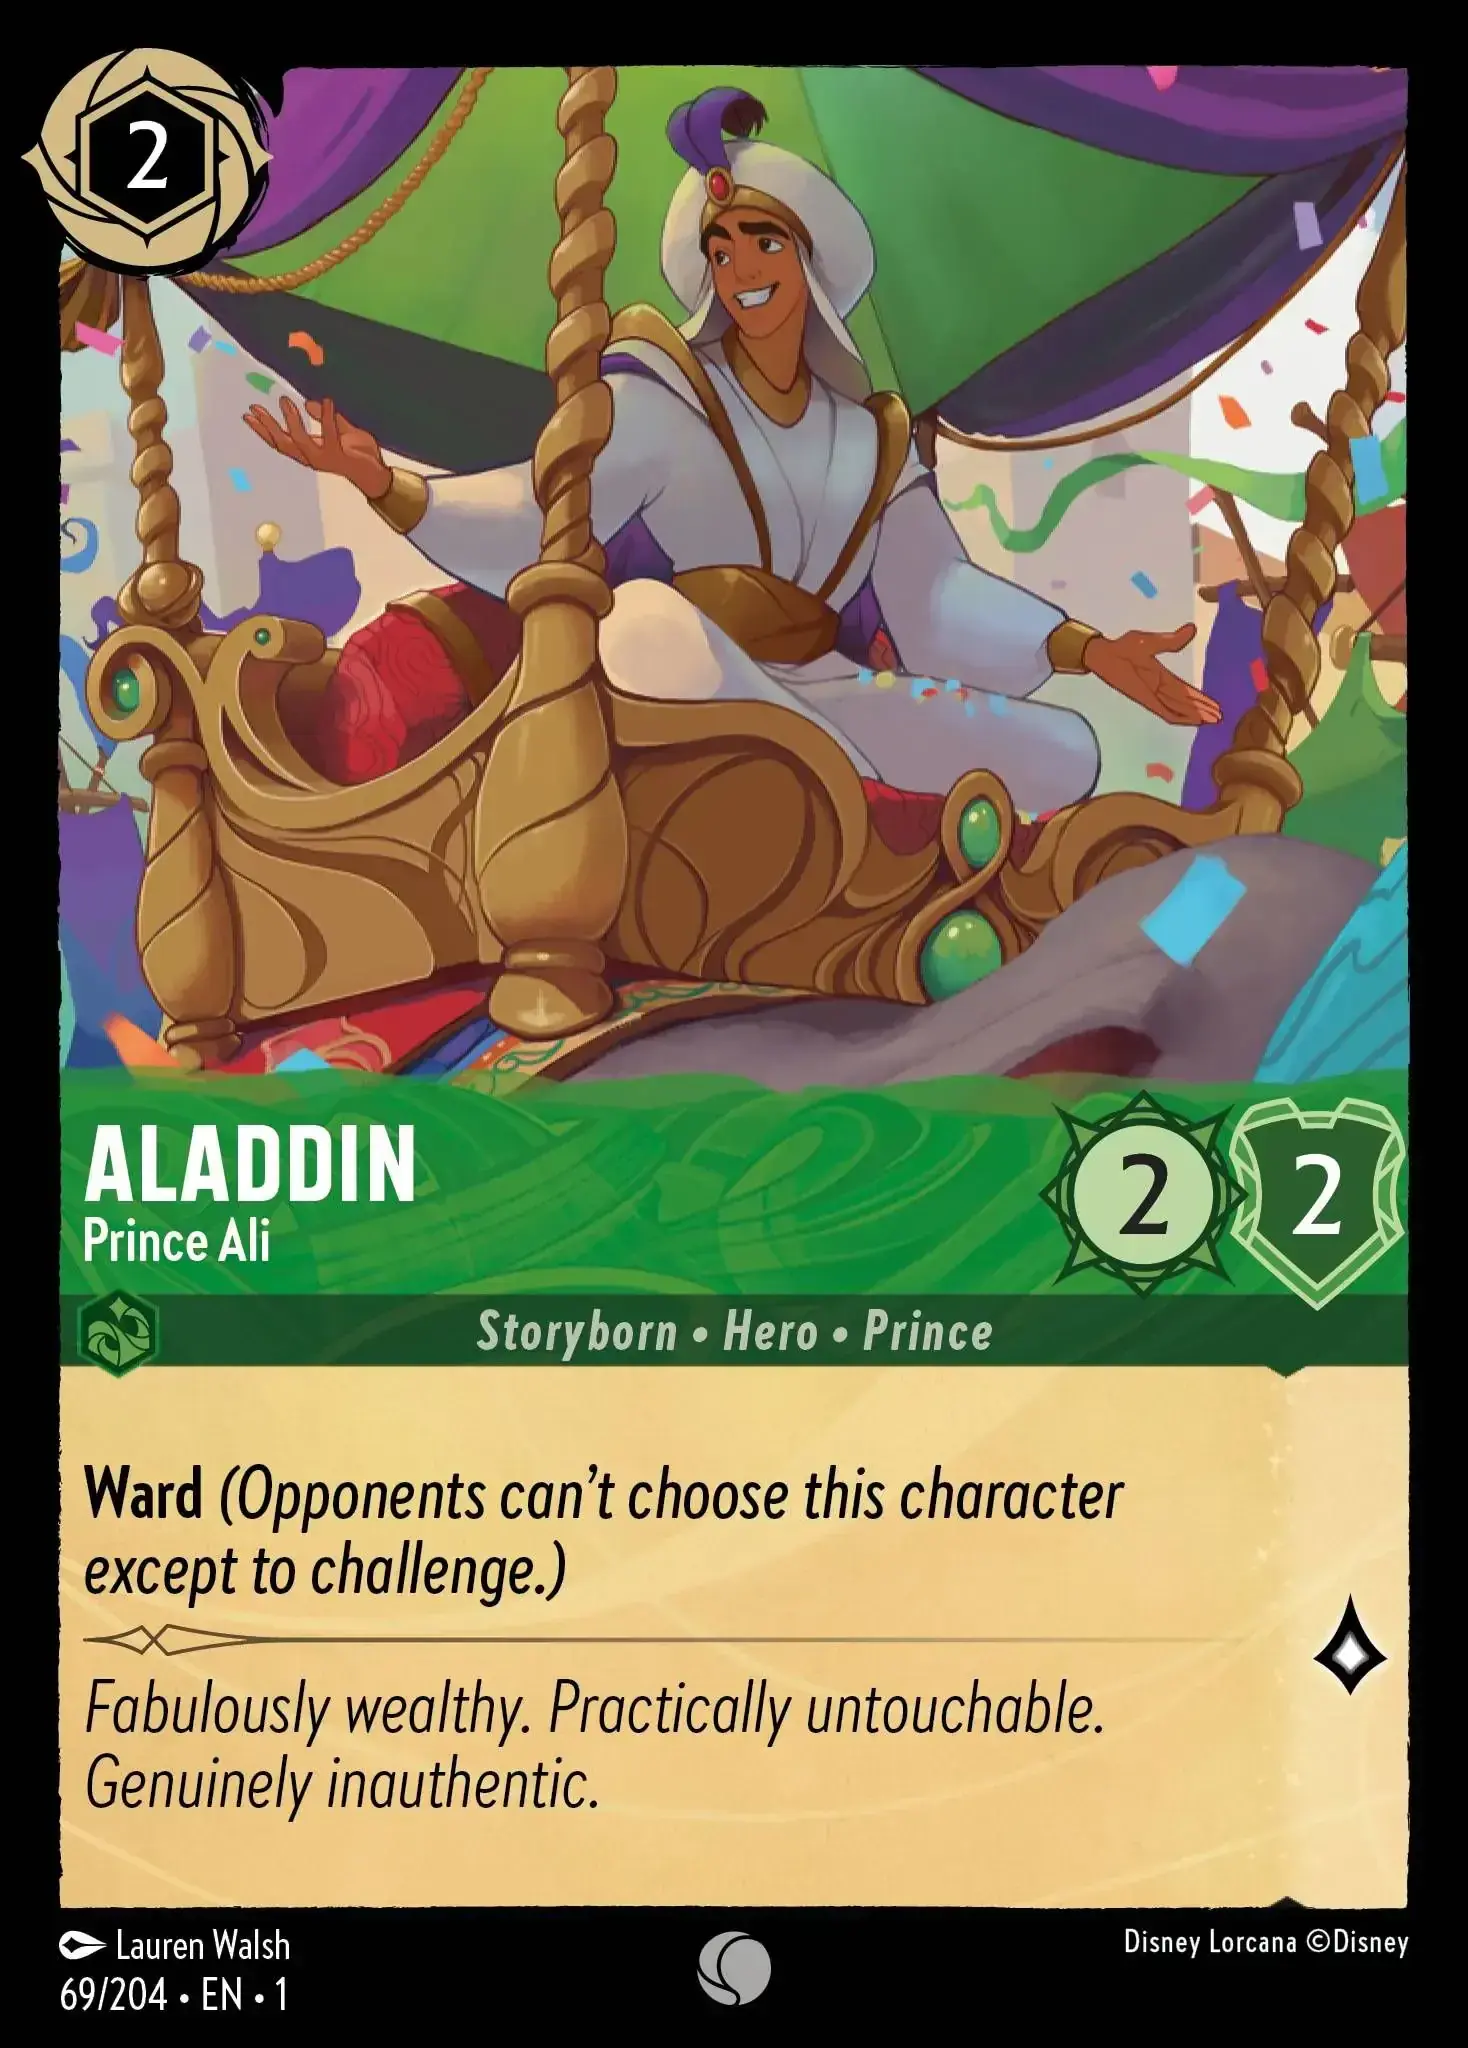 2
ALADDIN
Prince Ali
2 2
Storyborn • Hero • Prince
Ward (Opponents can’t choose this character
except to challenge.)
Fabulously wealthy. Practically untouchable.
Genuinely inauthentic.
Lauren Walsh
69/204 • EN • 1
Disney Lorcana ©Disney